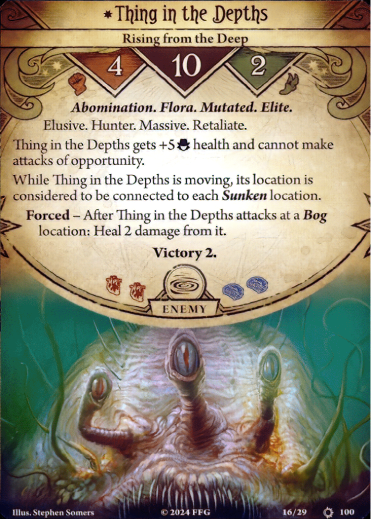 Thing in the Depths
Rising from the Deep
4 10 2
Abomination. Flora. Mutated. Elite.
Elusive. Hunter. Massive. Retaliate.
Thing in the Depths gets +5 health and cannot make
attacks of opportunity.
While Thing in the Depths is moving, its location is
considered to be connected to each Sunken location.
Forced – After Thing in the Depths attacks at a Bog
location: Heal 2 damage from it.
Victory 2.
ENEMY
Illus. Stephen Somers © 2024 FFG 16/29 100